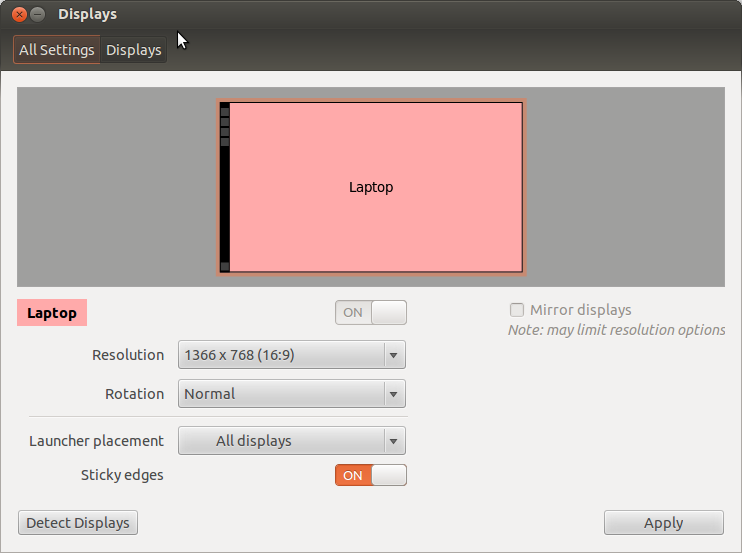 Displays
All Settings Displays
Laptop
Laptop ON Mirror displays
Note: may limit resolution options
Resolution 1366 x 768 (16:9)
Rotation Normal
Launcher placement All displays
Sticky edges ON
Detect Displays Apply